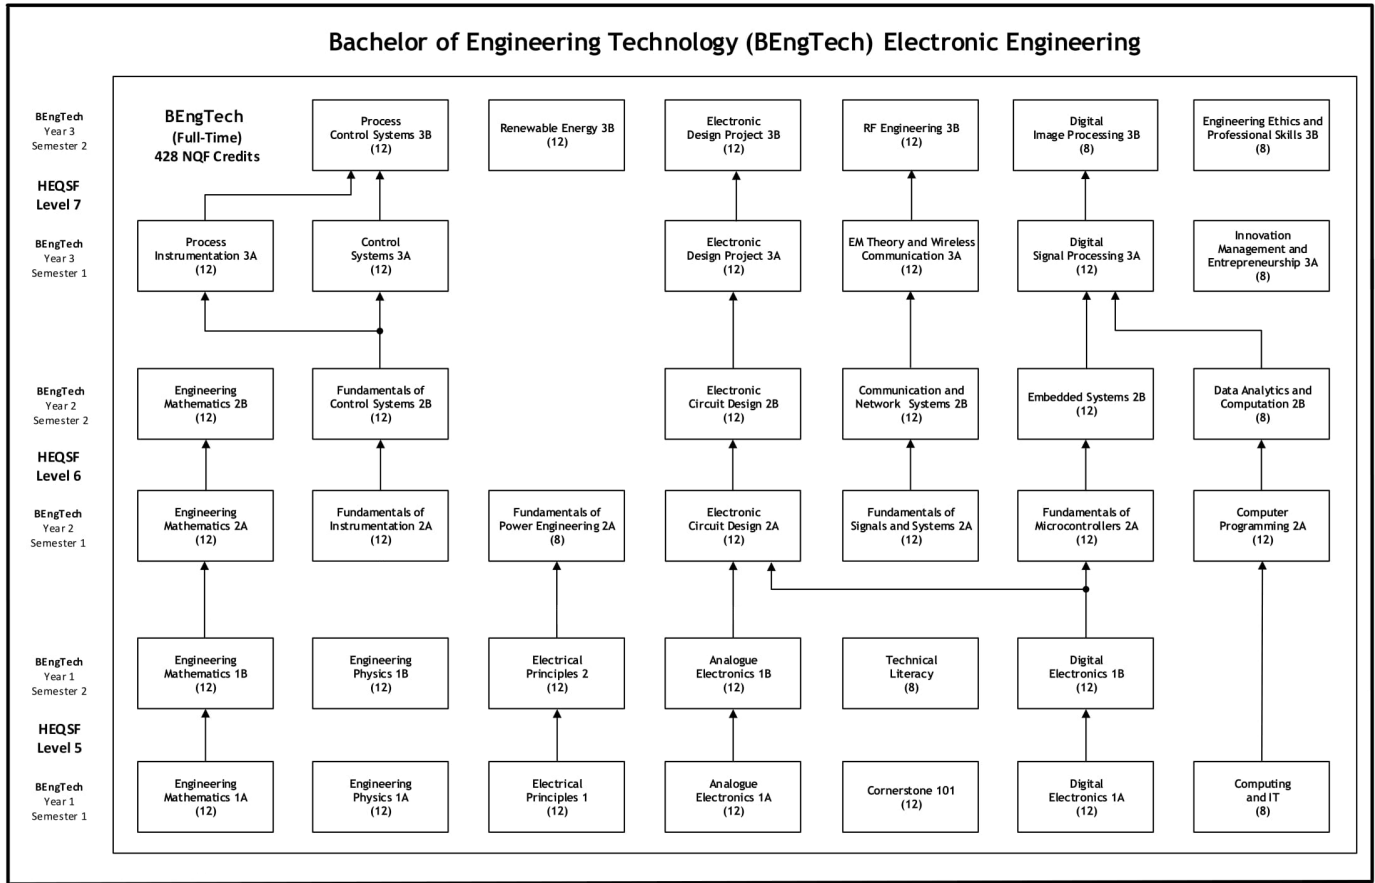 Bachelor of Engineering Technology (BEngTech) Electronic Engineering
BEngTech
Year 3
Semester 2
BEngTech
(Full-Time)
428 NQF Credits
Process
Control Systems 3B
(12)
Renewable Energy 3B
(12)
Electronic
Design Project 3B
(12)
RF Engineering 3B
(12)
Digital
Image Processing 3B
(8)
Engineering Ethics and
Professional Skills 3B
(8)
HEQSF
Level 7
BEngTech
Year 3
Semester 1
Process
Instrumentation 3A
(12)
Control
Systems 3A
(12)
Electronic
Design Project 3A
(12)
EM Theory and Wireless
Communication 3A
(12)
Digital
Signal Processing 3A
(12)
Innovation
Management and
Entrepreneurship 3A
(8)
BEngTech
Year 2
Semester 2
Engineering
Mathematics 2B
(12)
Fundamentals of
Control Systems 2B
(12)
Electronic
Circuit Design 2B
(12)
Communication and
Network Systems 2B
(12)
Embedded Systems 2B
(12)
Data Analytics and
Computation 2B
(8)
HEQSF
Level 6
BEngTech
Year 2
Semester 1
Engineering
Mathematics 2A
(12)
Fundamentals of
Instrumentation 2A
(12)
Fundamentals of
Power Engineering 2A
(8)
Electronic
Circuit Design 2A
(12)
Fundamentals of
Signals and Systems 2A
(12)
Fundamentals of
Microcontrollers 2A
(12)
Computer
Programming 2A
(12)
BEngTech
Year 1
Semester 2
Engineering
Mathematics 1B
(12)
Engineering
Physics 1B
(12)
Electrical
Principles 2
(12)
Analogue
Electronics 1B
(12)
Technical
Literacy
(8)
Digital
Electronics 1B
(12)
HEQSF
Level 5
BEngTech
Year 1
Semester 1
Engineering
Mathematics 1A
(12)
Engineering
Physics 1A
(12)
Electrical
Principles 1
(12)
Analogue
Electronics 1A
(12)
Cornerstone 101
(12)
Digital
Electronics 1A
(12)
Computing
and IT
(8)